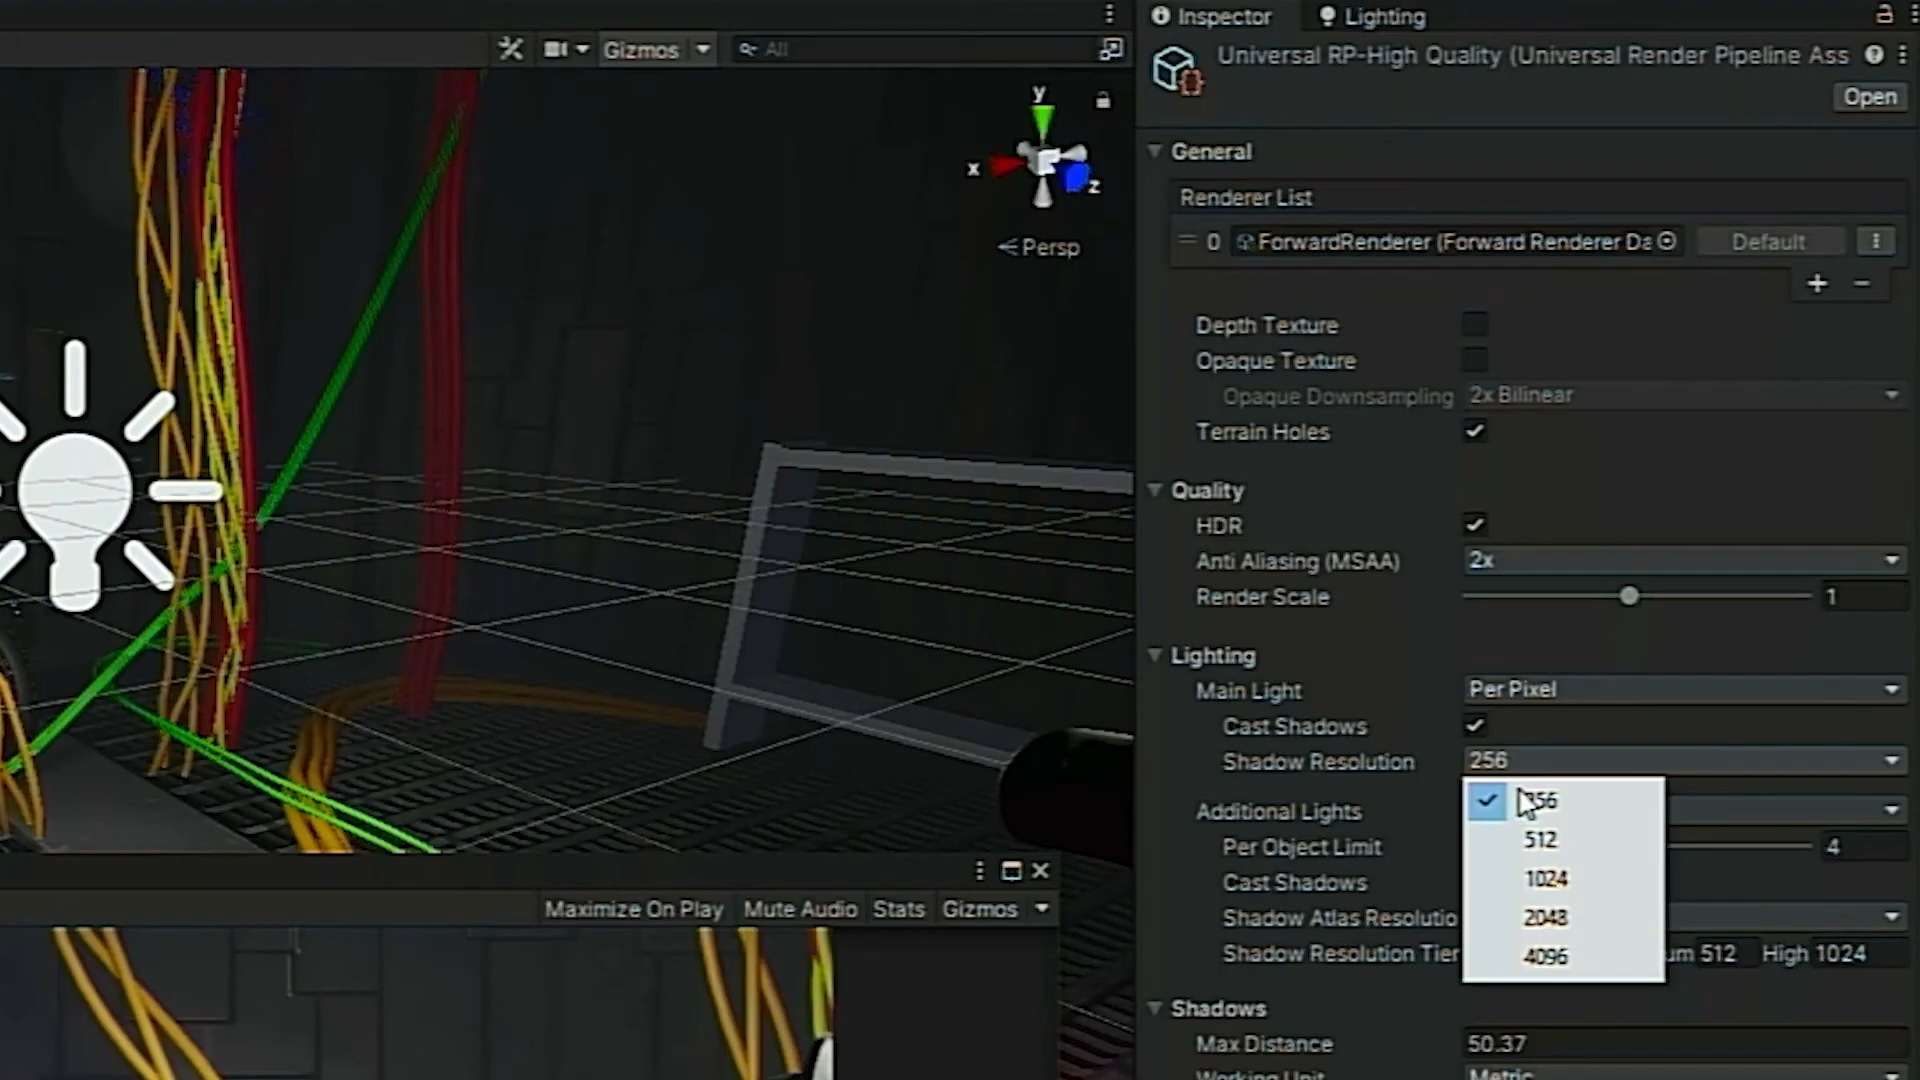 Inspector
Lighting
Gizmos
All
Universal RP-High Quality (Universal Render Pipeline Ass
Open
y
x
z
Persp
General
Renderer List
0 ForwardRenderer (Forward Renderer Da Default
+ −
Depth Texture
Opaque Texture
Opaque Downsampling 2x Bilinear
Terrain Holes
Quality
HDR
Anti Aliasing (MSAA) 2x
Render Scale 1
Lighting
Main Light Per Pixel
Cast Shadows
Shadow Resolution 256
512
1024
2048
4096
Additional Lights
Per Object Limit 4
Cast Shadows
Shadow Atlas Resolutio
Shadow Resolution Tier um 512 High 1024
Shadows
Max Distance 50.37
Working Unit Metric
Maximize On Play Mute Audio Stats Gizmos